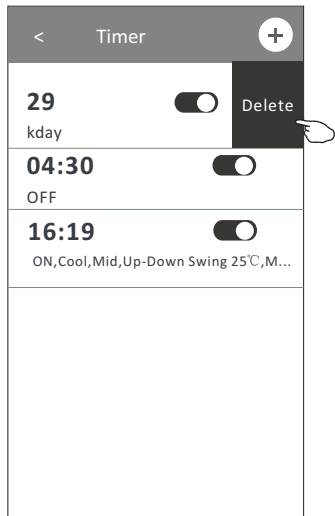 < Timer +
29
kday
Delete
04:30
OFF
16:19
ON,Cool,Mid,Up-Down Swing 25℃,M...